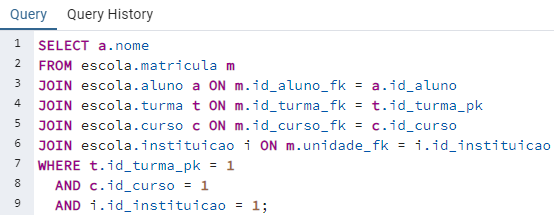 Query Query History
1 SELECT a.nome
2 FROM escola.matricula m
3 JOIN escola.aluno a ON m.id_aluno_fk = a.id_aluno
4 JOIN escola.turma t ON m.id_turma_fk = t.id_turma_pk
5 JOIN escola.curso c ON m.id_curso_fk = c.id_curso
6 JOIN escola.instituicao i ON m.unidade_fk = i.id_instituicao
7 WHERE t.id_turma_pk = 1
8 AND c.id_curso = 1
9 AND i.id_instituicao = 1;